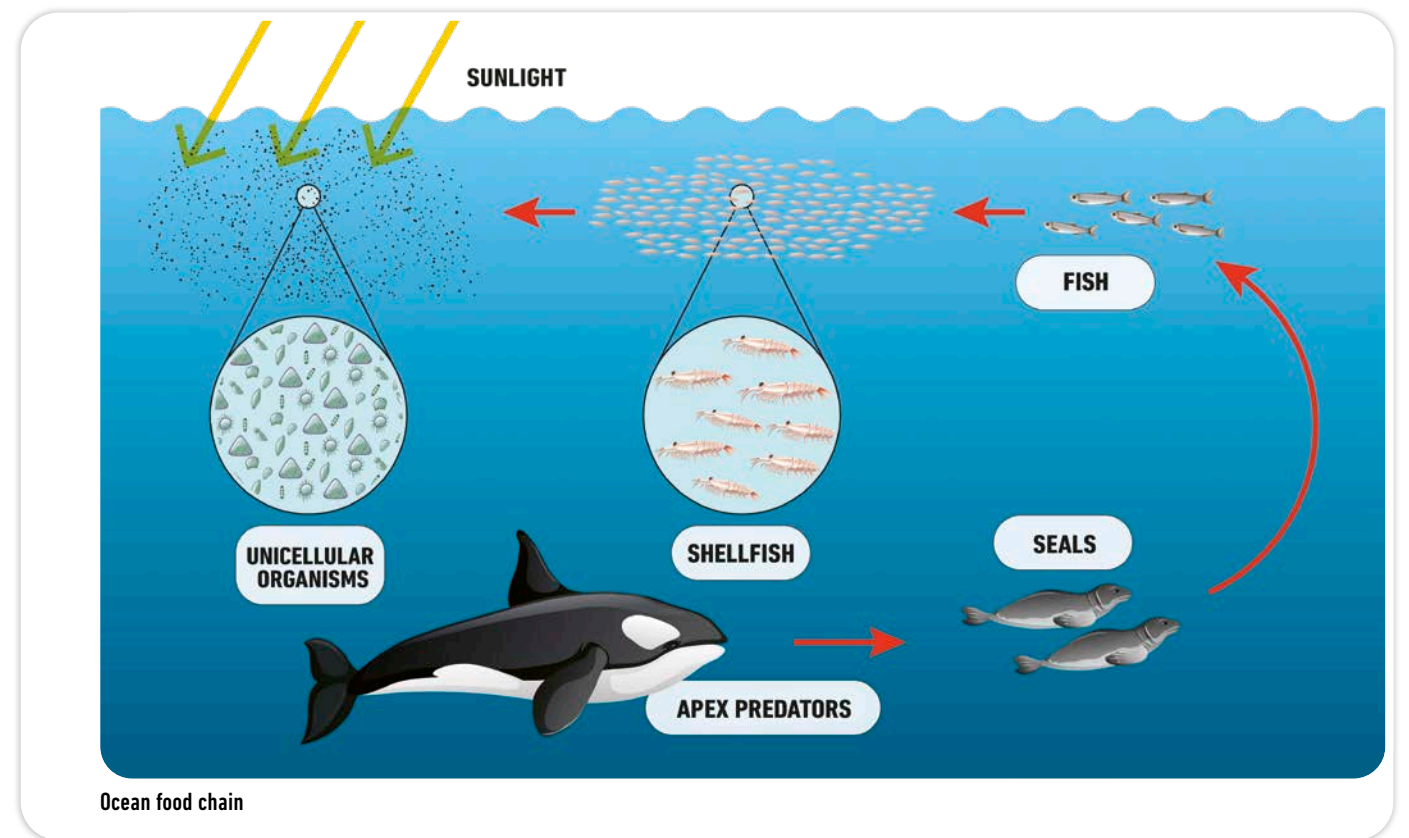 SUNLIGHT
FISH
UNICELLULAR
ORGANISMS
SHELLFISH
SEALS
APEX PREDATORS
Ocean food chain